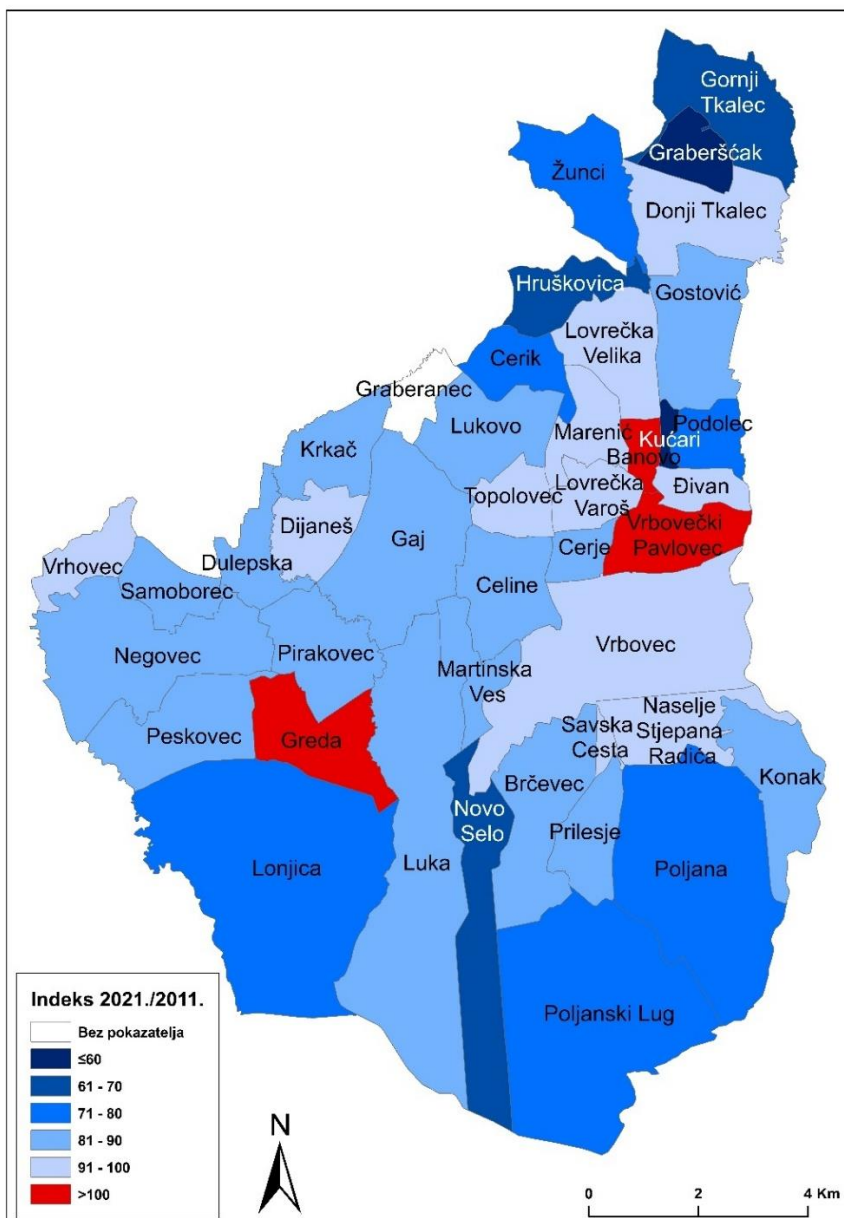 Gornji
Tkalec
Graberšćak
Žunci
Donji Tkalec
Hruškovica
Gostović
Lovrečka
Velika
Cerik
Graberanec
Lukovo
Krkač
Marenić
Kućari
Podolec
Banovo
Topolovec
Lovrečka
Varoš
Đivan
Dijaneš
Gaj
Vrbovečki
Pavlovec
Cerje
Vrhovec
Dulepska
Samoborec
Celine
Negovec
Pirakovec
Martinska
Ves
Vrbovec
Peskovec
Greda
Savska
Cesta
Naselje
Stjepana
Radića
Konak
Brčevec
Novo
Selo
Prilesje
Lonjica
Luka
Poljana
Poljanski Lug
Indeks 2021./2011.
Bez pokazatelja
≤60
61 - 70
71 - 80
81 - 90
91 - 100
>100
N
0 2 4 Km